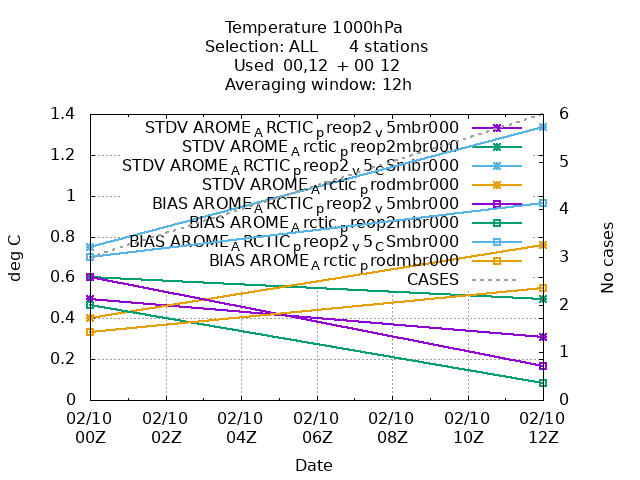 Temperature 1000hPa
Selection: ALL 4 stations
Used 00,12 + 00 12
Averaging window: 12h
1.4
1.2
1
0.8
0.6
0.4
0.2
0
deg C
6
5
4
3
2
1
0
No cases
STDV AROME_ARCTIC_preop2_v5mbr000
STDV AROME_Arctic_preop2mbr000
STDV AROME_ARCTIC_preop2_v5_CSmbr000
STDV AROME_Arctic_prodmbr000
BIAS AROME_ARCTIC_preop2_v5mbr000
BIAS AROME_Arctic_preop2mbr000
BIAS AROME_ARCTIC_preop2_v5_CSmbr000
BIAS AROME_Arctic_prodmbr000
CASES
02/10 02/10 02/10 02/10 02/10 02/10 02/10
00Z 02Z 04Z 06Z 08Z 10Z 12Z
Date